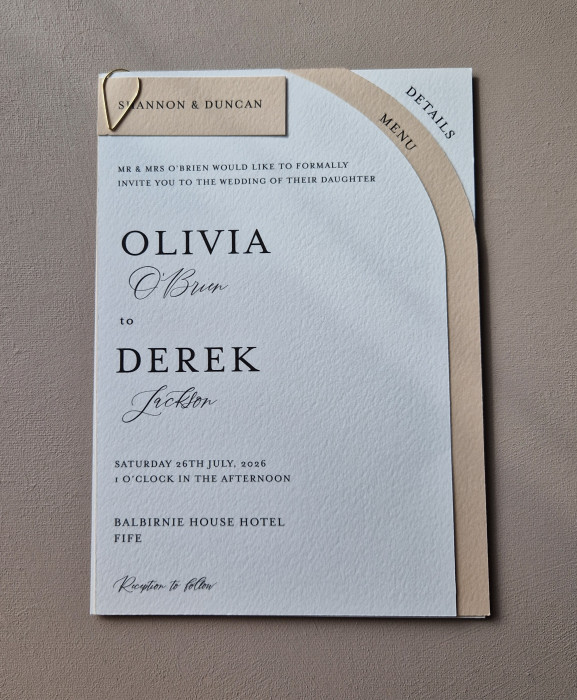 SHANNON & DUNCAN
DETAILS
MENU
MR & MRS O'BRIEN WOULD LIKE TO FORMALLY
INVITE YOU TO THE WEDDING OF THEIR DAUGHTER
OLIVIA
O'Brien
to
DEREK
Jackson
SATURDAY 26TH JULY, 2026
1 O'CLOCK IN THE AFTERNOON
BALBIRNIE HOUSE HOTEL
FIFE
Reception to follow